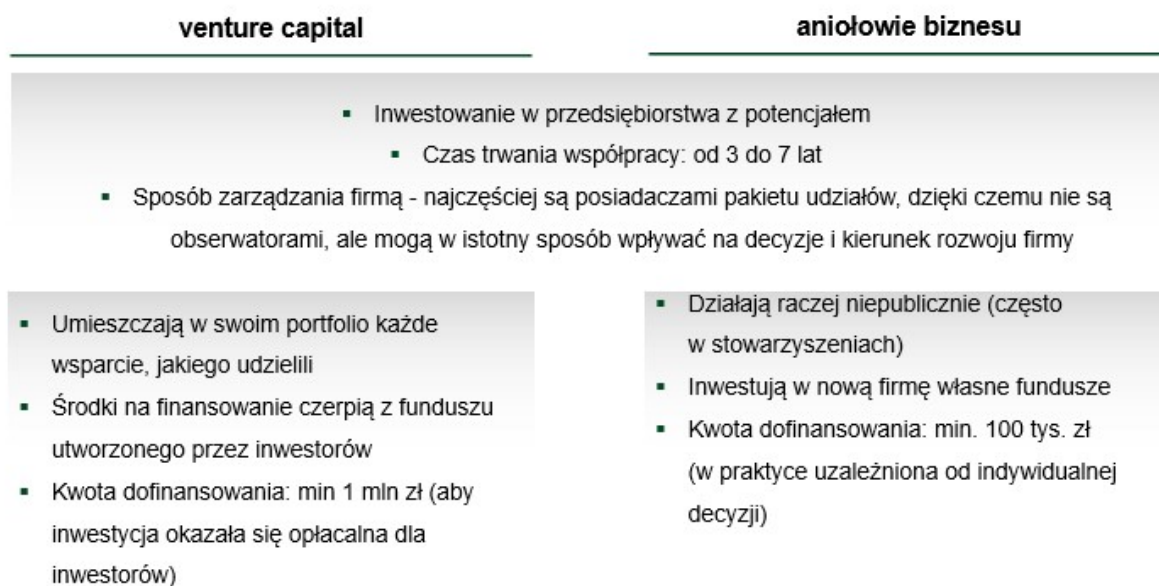 venture capital
aniołowie biznesu
▪ Inwestowanie w przedsiębiorstwa z potencjałem
▪ Czas trwania współpracy: od 3 do 7 lat
▪ Sposób zarządzania firmą - najczęściej są posiadaczami pakietu udziałów, dzięki czemu nie są
obserwatorami, ale mogą w istotny sposób wpływać na decyzje i kierunek rozwoju firmy
▪ Umieszczają w swoim portfolio każde
wsparcie, jakiego udzielili
▪ Środki na finansowanie czerpią z funduszu
utworzonego przez inwestorów
▪ Kwota dofinansowania: min 1 mln zł (aby
inwestycja okazała się opłacalna dla
inwestorów)
▪ Działają raczej niepublicznie (często
w stowarzyszeniach)
▪ Inwestują w nową firmę własne fundusze
▪ Kwota dofinansowania: min. 100 tys. zł
(w praktyce uzależniona od indywidualnej
decyzji)